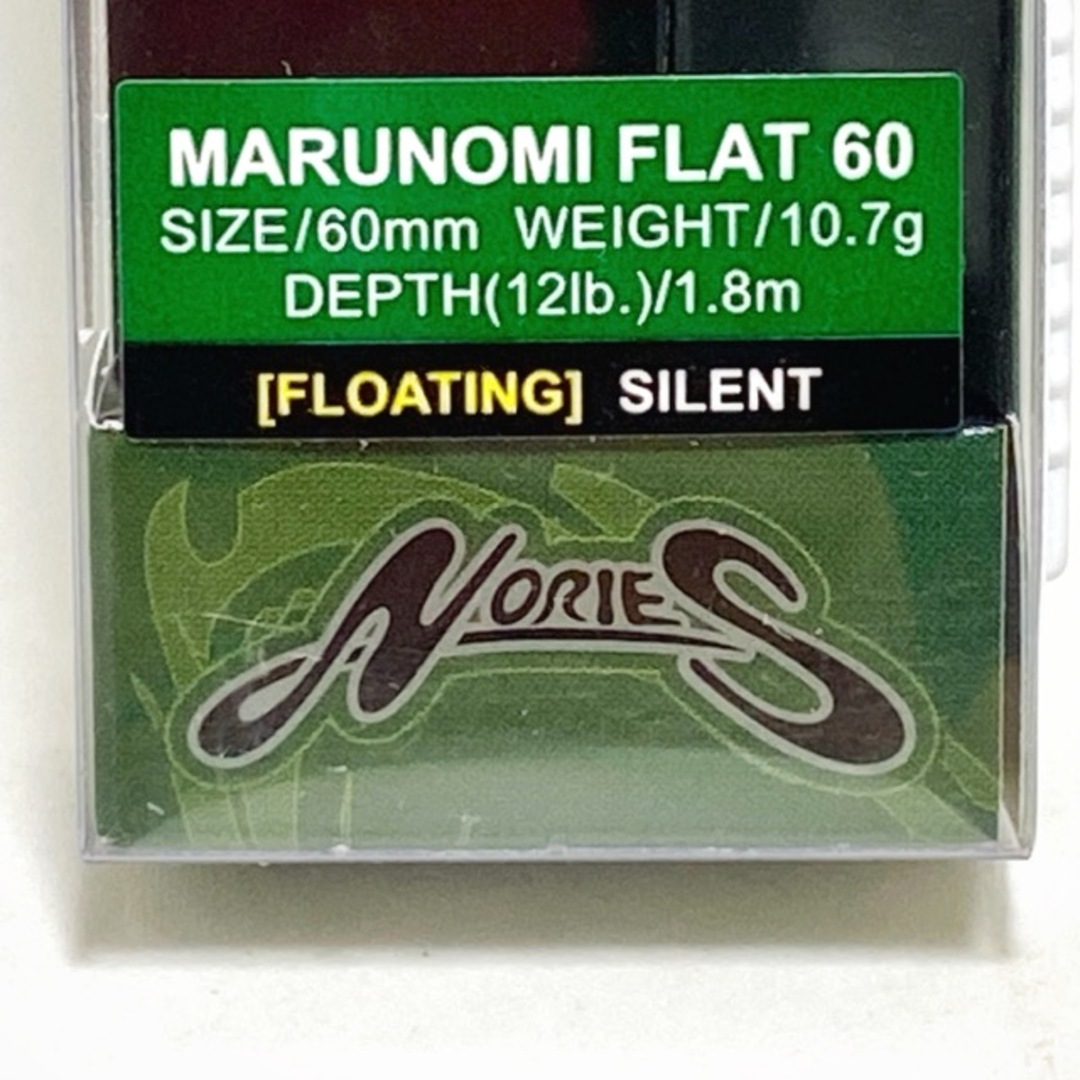 MARUNOMI FLAT 60
SIZE/60mm WEIGHT/10.7g
DEPTH(12lb.)/1.8m
[FLOATING] SILENT
NORIES